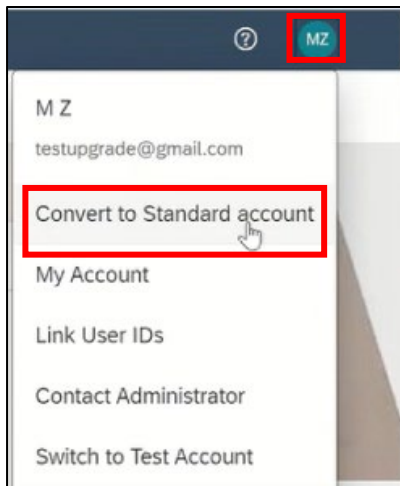 MZ
M Z
testupgrade@gmail.com
Convert to Standard account
My Account
Link User IDs
Contact Administrator
Switch to Test Account